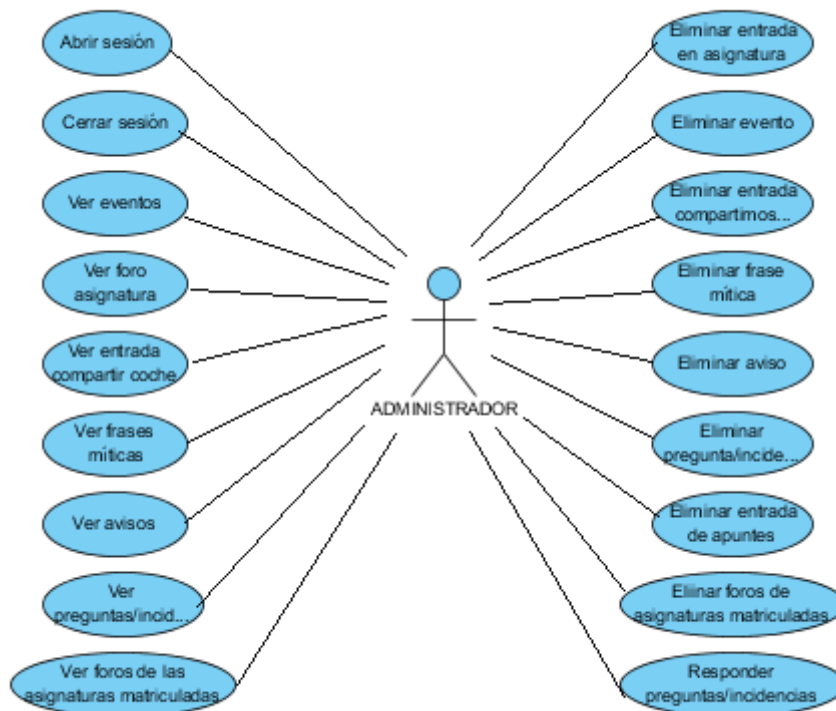 Abrir sesión
Cerrar sesión
Ver eventos
Ver foro
asignatura
Ver entrada
compartir coche
Ver frases
míticas
Ver avisos
Ver
preguntas/incid...
Ver foros de las
asignaturas matriculadas
ADMINISTRADOR
Eliminar entrada
en asignatura
Eliminar evento
Eliminar entrada
compartimos...
Eliminar frase
mítica
Eliminar aviso
Eliminar
pregunta/incide...
Eliminar entrada
de apuntes
Eliinar foros de
asignaturas matriculadas
Responder
preguntas/incidencias